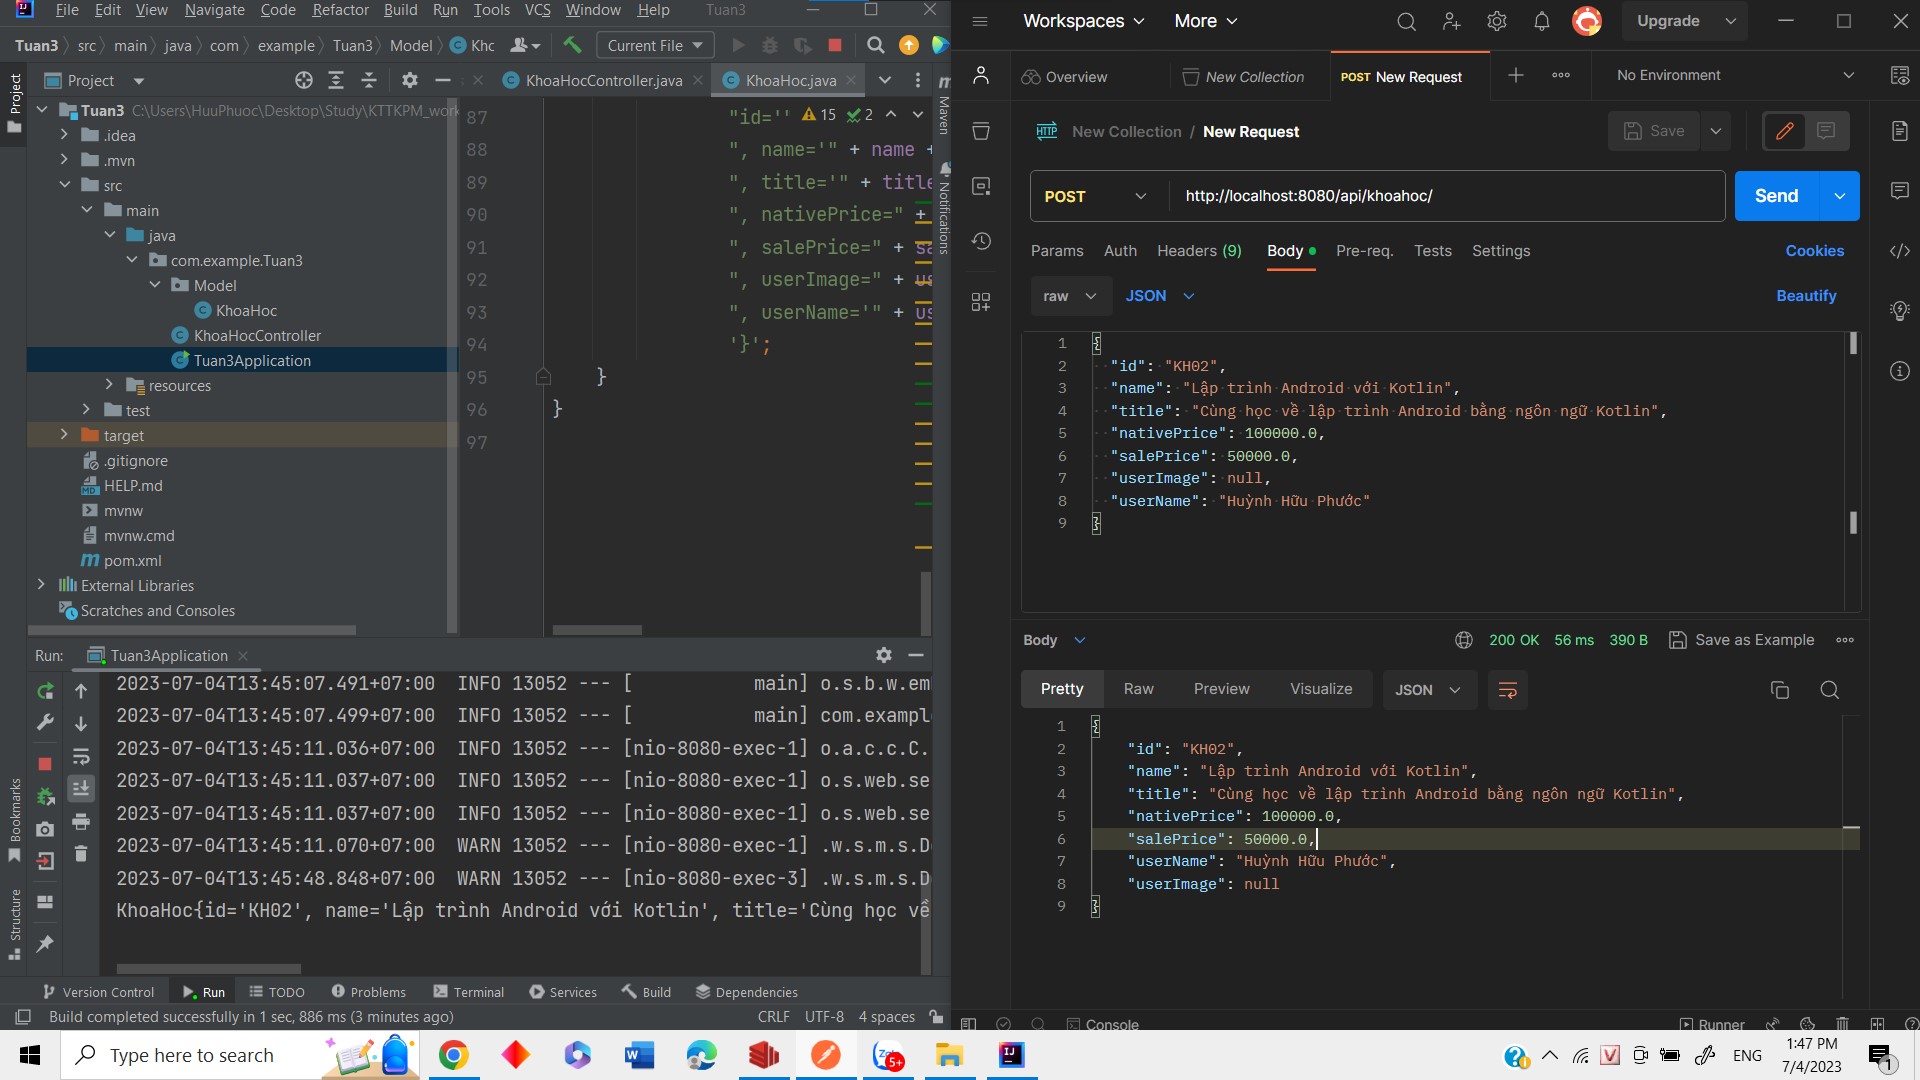 File Edit View Navigate Code Refactor Build Run Tools VCS Window Help Tuan3
Tuan3 src main java com example Tuan3 Model Khc Current File
Project KhoaHocController.java KhoaHoc.java
Project
Tuan3 C:\Users\HuuPhuoc\Desktop\Study\KTTKPM_work
.idea
.mvn
src
main
java
com.example.Tuan3
Model
KhoaHoc
KhoaHocController
Tuan3Application
resources
test
target
.gitignore
HELP.md
mvnw
mvnw.cmd
pom.xml
External Libraries
Scratches and Consoles
87 "id='" 15 2
88 ", name='" + name +
89 ", title='" + title
90 ", nativePrice=" +
91 ", salePrice=" + sa
92 ", userImage=" + us
93 ", userName='" + us
94 '}';
95 }
96 }
97
Maven
Notifications
Run: Tuan3Application
2023-07-04T13:45:07.491+07:00 INFO 13052 --- [ main] o.s.b.w.em
2023-07-04T13:45:07.499+07:00 INFO 13052 --- [ main] com.exampl
2023-07-04T13:45:11.036+07:00 INFO 13052 --- [nio-8080-exec-1] o.a.c.c.C.
2023-07-04T13:45:11.037+07:00 INFO 13052 --- [nio-8080-exec-1] o.s.web.se
2023-07-04T13:45:11.037+07:00 INFO 13052 --- [nio-8080-exec-1] o.s.web.se
2023-07-04T13:45:11.070+07:00 WARN 13052 --- [nio-8080-exec-1] .w.s.m.s.D
2023-07-04T13:45:48.848+07:00 WARN 13052 --- [nio-8080-exec-3] .w.s.m.s.D
KhoaHoc{id='KH02', name='Lập trình Android với Kotlin', title='Cùng học về
Bookmarks
Structure
Version Control Run TODO Problems Terminal Services Build Dependencies
Build completed successfully in 1 sec, 886 ms (3 minutes ago) CRLF UTF-8 4 spaces
Workspaces More Upgrade
Overview New Collection POST New Request No Environment
HTTP New Collection / New Request Save
POST http://localhost:8080/api/khoahoc/ Send
Params Auth Headers (9) Body Pre-req. Tests Settings Cookies
raw JSON Beautify
1 {
2 "id": "KH02",
3 "name": "Lập trình Android với Kotlin",
4 "title": "Cùng học về lập trình Android bằng ngôn ngữ Kotlin",
5 "nativePrice": 100000.0,
6 "salePrice": 50000.0,
7 "userImage": null,
8 "userName": "Huỳnh Hữu Phước"
9 }
Body 200 OK 56 ms 390 B Save as Example
Pretty Raw Preview Visualize JSON
1 {
2 "id": "KH02",
3 "name": "Lập trình Android với Kotlin",
4 "title": "Cùng học về lập trình Android bằng ngôn ngữ Kotlin",
5 "nativePrice": 100000.0,
6 "salePrice": 50000.0,
7 "userName": "Huỳnh Hữu Phước",
8 "userImage": null
9 }
Console Runner
Type here to search 5+ ENG 1:47 PM
7/4/2023 1